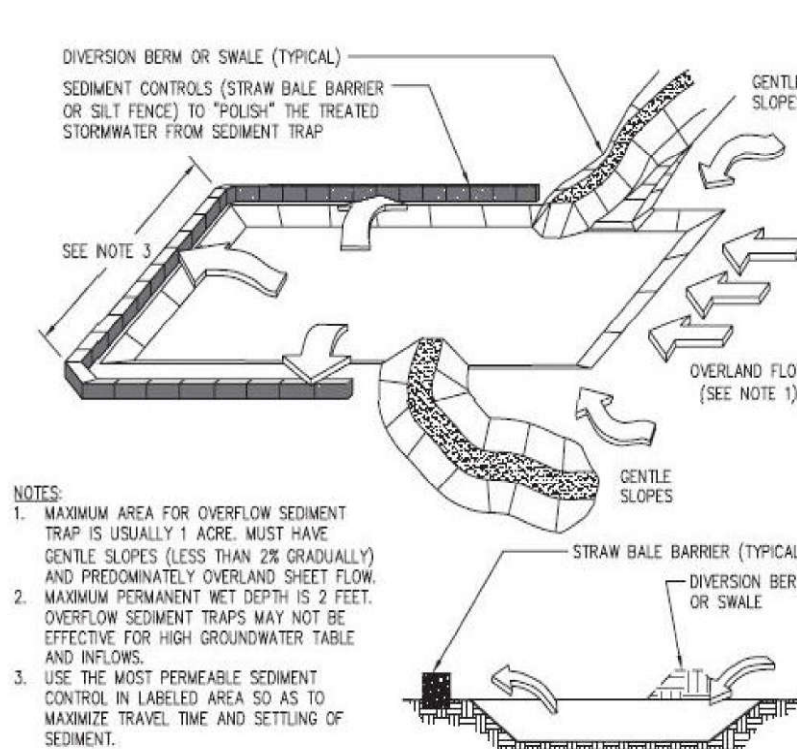 DIVERSION BERM OR SWALE (TYPICAL)
SEDIMENT CONTROLS (STRAW BALE BARRIER
OR SILT FENCE) TO "POLISH" THE TREATED
STORMWATER FROM SEDIMENT TRAP
GENTLE
SLOPES
SEE NOTE 3
OVERLAND FLO
(SEE NOTE 1)
GENTLE
SLOPES
NOTES:
1. MAXIMUM AREA FOR OVERFLOW SEDIMENT
TRAP IS USUALLY 1 ACRE. MUST HAVE
GENTLE SLOPES (LESS THAN 2% GRADUALLY)
AND PREDOMINATELY OVERLAND SHEET FLOW.
2. MAXIMUM PERMANENT WET DEPTH IS 2 FEET.
OVERFLOW SEDIMENT TRAPS MAY NOT BE
EFFECTIVE FOR HIGH GROUNDWATER TABLE
AND INFLOWS.
3. USE THE MOST PERMEABLE SEDIMENT
CONTROL IN LABELED AREA SO AS TO
MAXIMIZE TRAVEL TIME AND SETTLING OF
SEDIMENT.
STRAW BALE BARRIER (TYPICAL
DIVERSION BER
OR SWALE